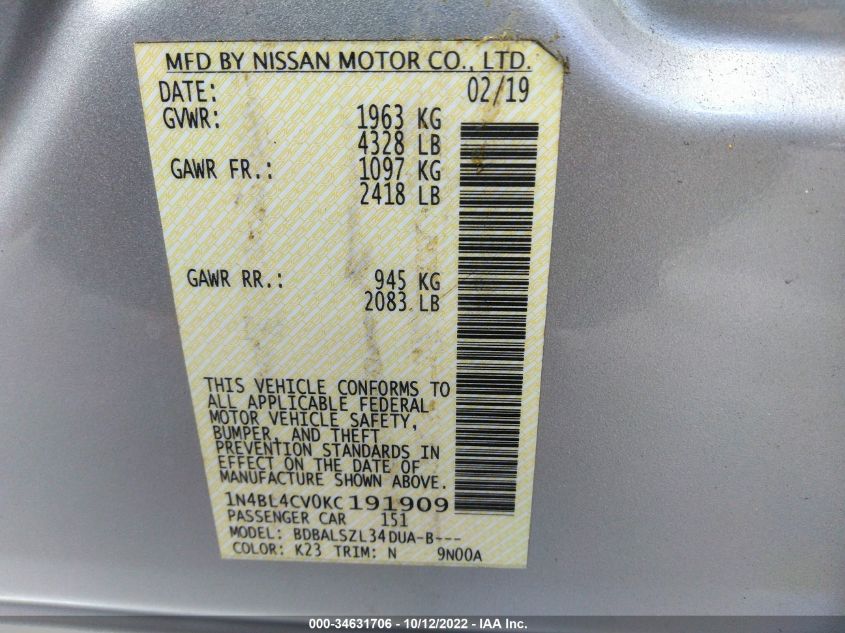 MFD BY NISSAN MOTOR CO., LTD.
DATE: 02/19
GVWR: 1963 KG
4328 LB
GAWR FR.: 1097 KG
2418 LB
GAWR RR.: 945 KG
2083 LB
THIS VEHICLE CONFORMS TO
ALL APPLICABLE FEDERAL
MOTOR VEHICLE SAFETY,
BUMPER, AND THEFT
PREVENTION STANDARDS IN
EFFECT ON THE DATE OF
MANUFACTURE SHOWN ABOVE.
1N4BL4CV0KC191909
PASSENGER CAR 151
MODEL: BDBALSZL34DUA-B---
COLOR: K23 TRIM: N 9N00A
000-34631706 - 10/12/2022 - IAA Inc.